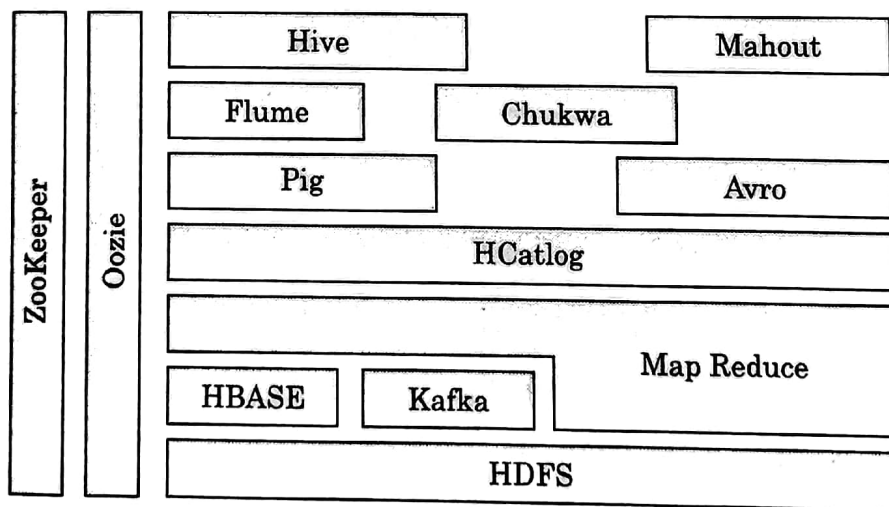 ZooKeeper
Oozie
Hive
Mahout
Flume
Chukwa
Pig
Avro
HCatlog
Map Reduce
HBASE
Kafka
HDFS